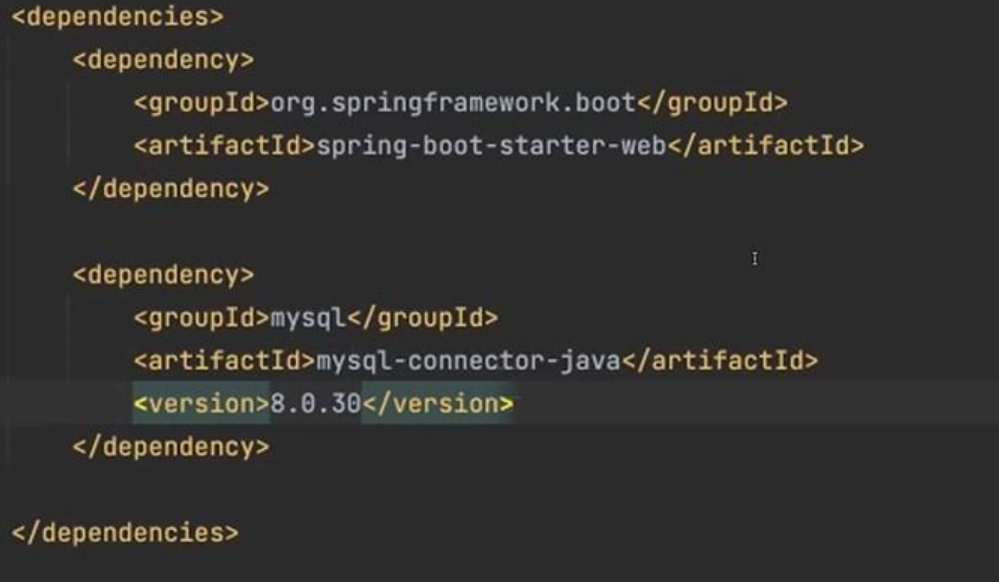 <dependencies>
<dependency>
<groupId>org.springframework.boot</groupId>
<artifactId>spring-boot-starter-web</artifactId>
</dependency>
<dependency>
<groupId>mysql</groupId>
<artifactId>mysql-connector-java</artifactId>
<version>8.0.30</version>
</dependency>
</dependencies>